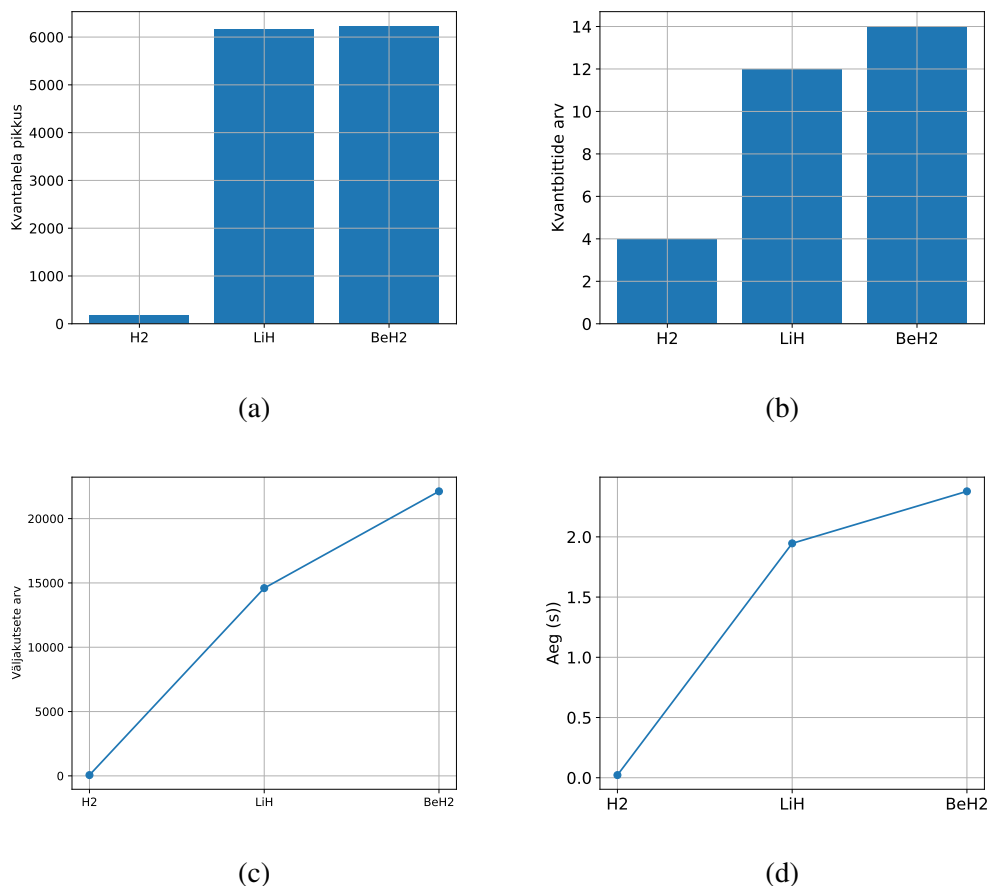 6000
5000
4000
3000
2000
1000
0
Kvantahela pikkus
H2 LiH BeH2
(a)
14
12
10
8
6
4
2
0
Kvantbittide arv
H2 LiH BeH2
(b)
20000
15000
10000
5000
0
Väljakutsete arv
H2 LiH BeH2
(c)
2.0
1.5
1.0
0.5
0.0
Aeg (s))
H2 LiH BeH2
(d)